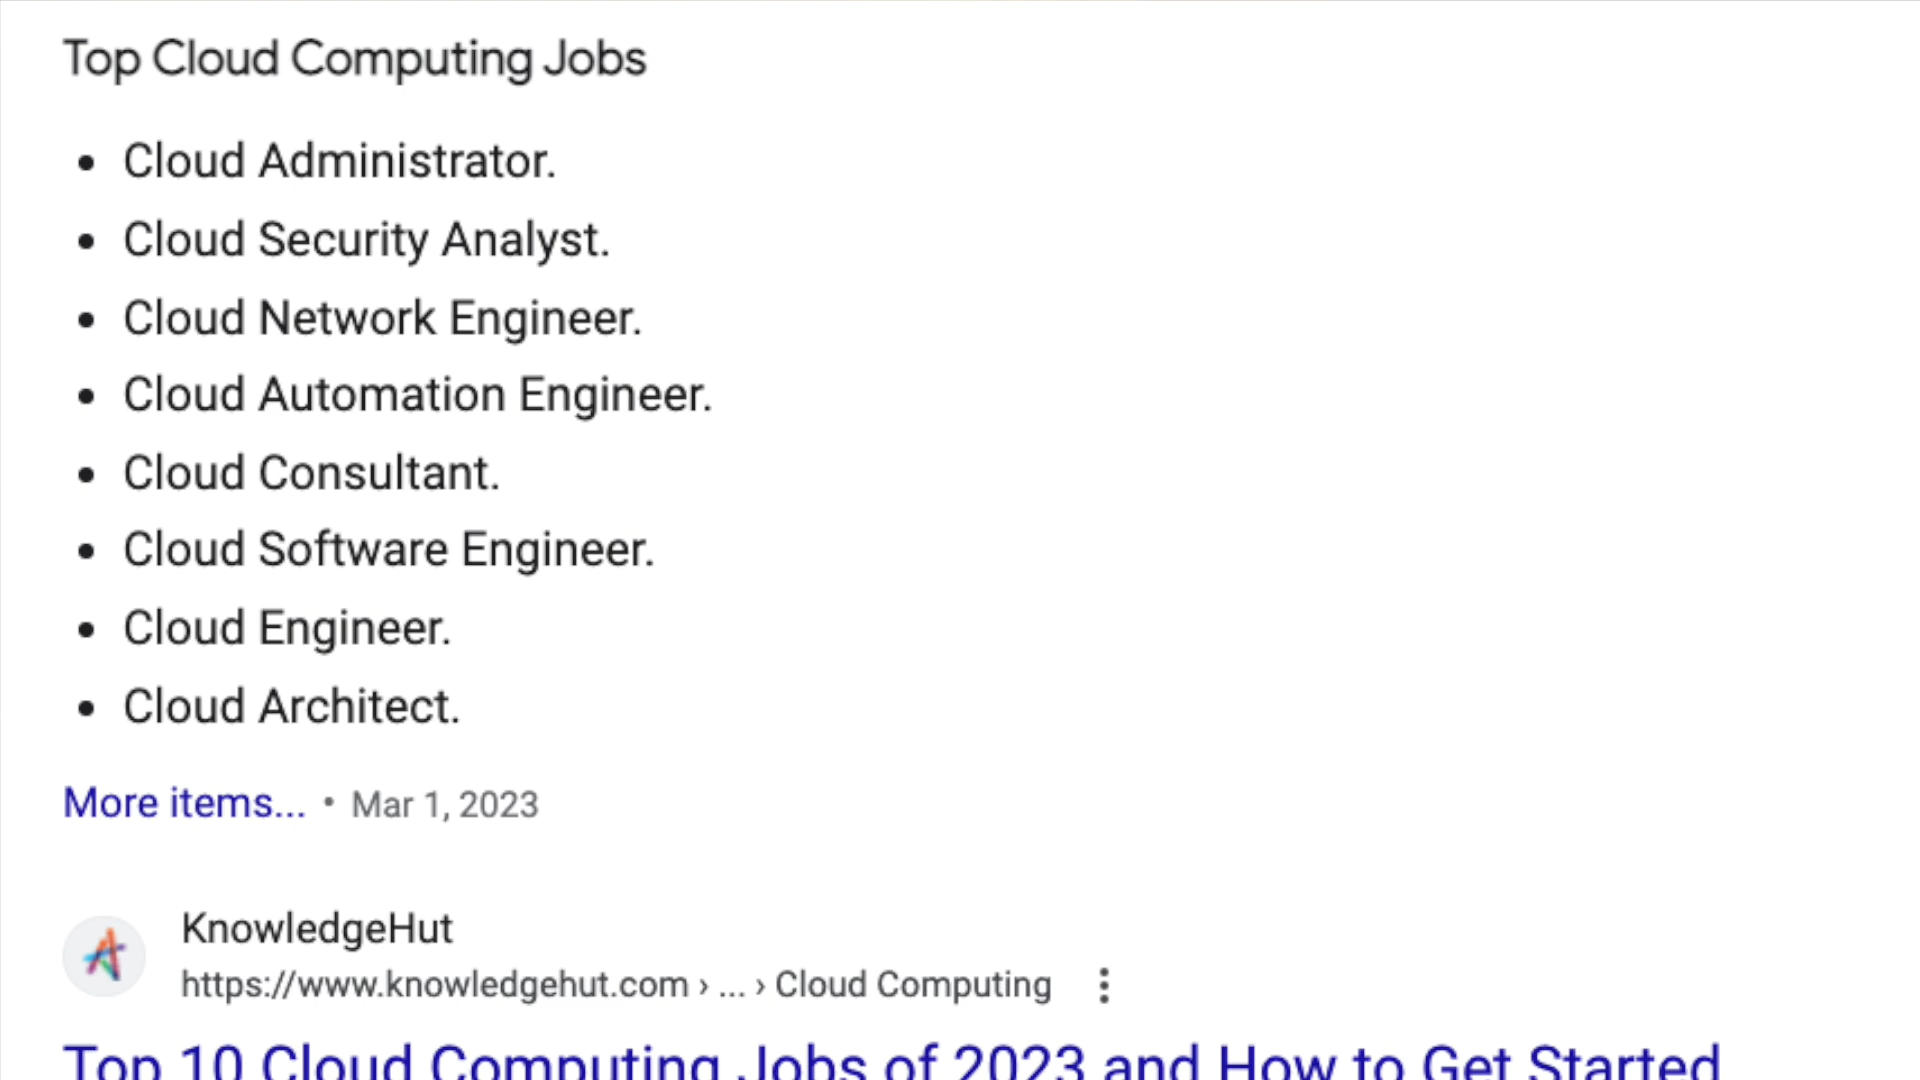 Top Cloud Computing Jobs
• Cloud Administrator.
• Cloud Security Analyst.
• Cloud Network Engineer.
• Cloud Automation Engineer.
• Cloud Consultant.
• Cloud Software Engineer.
• Cloud Engineer.
• Cloud Architect.
More items... • Mar 1, 2023
KnowledgeHut
https://www.knowledgehut.com › ... › Cloud Computing
Top 10 Cloud Computing Jobs of 2023 and How to Get Started